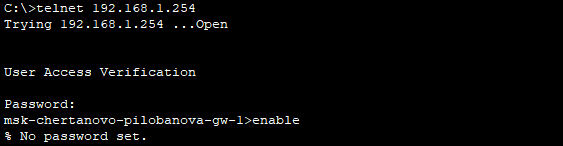 C:\>telnet 192.168.1.254
Trying 192.168.1.254 ...Open
User Access Verification
Password:
msk-chertanovo-pilobanova-gw-1>enable
% No password set.